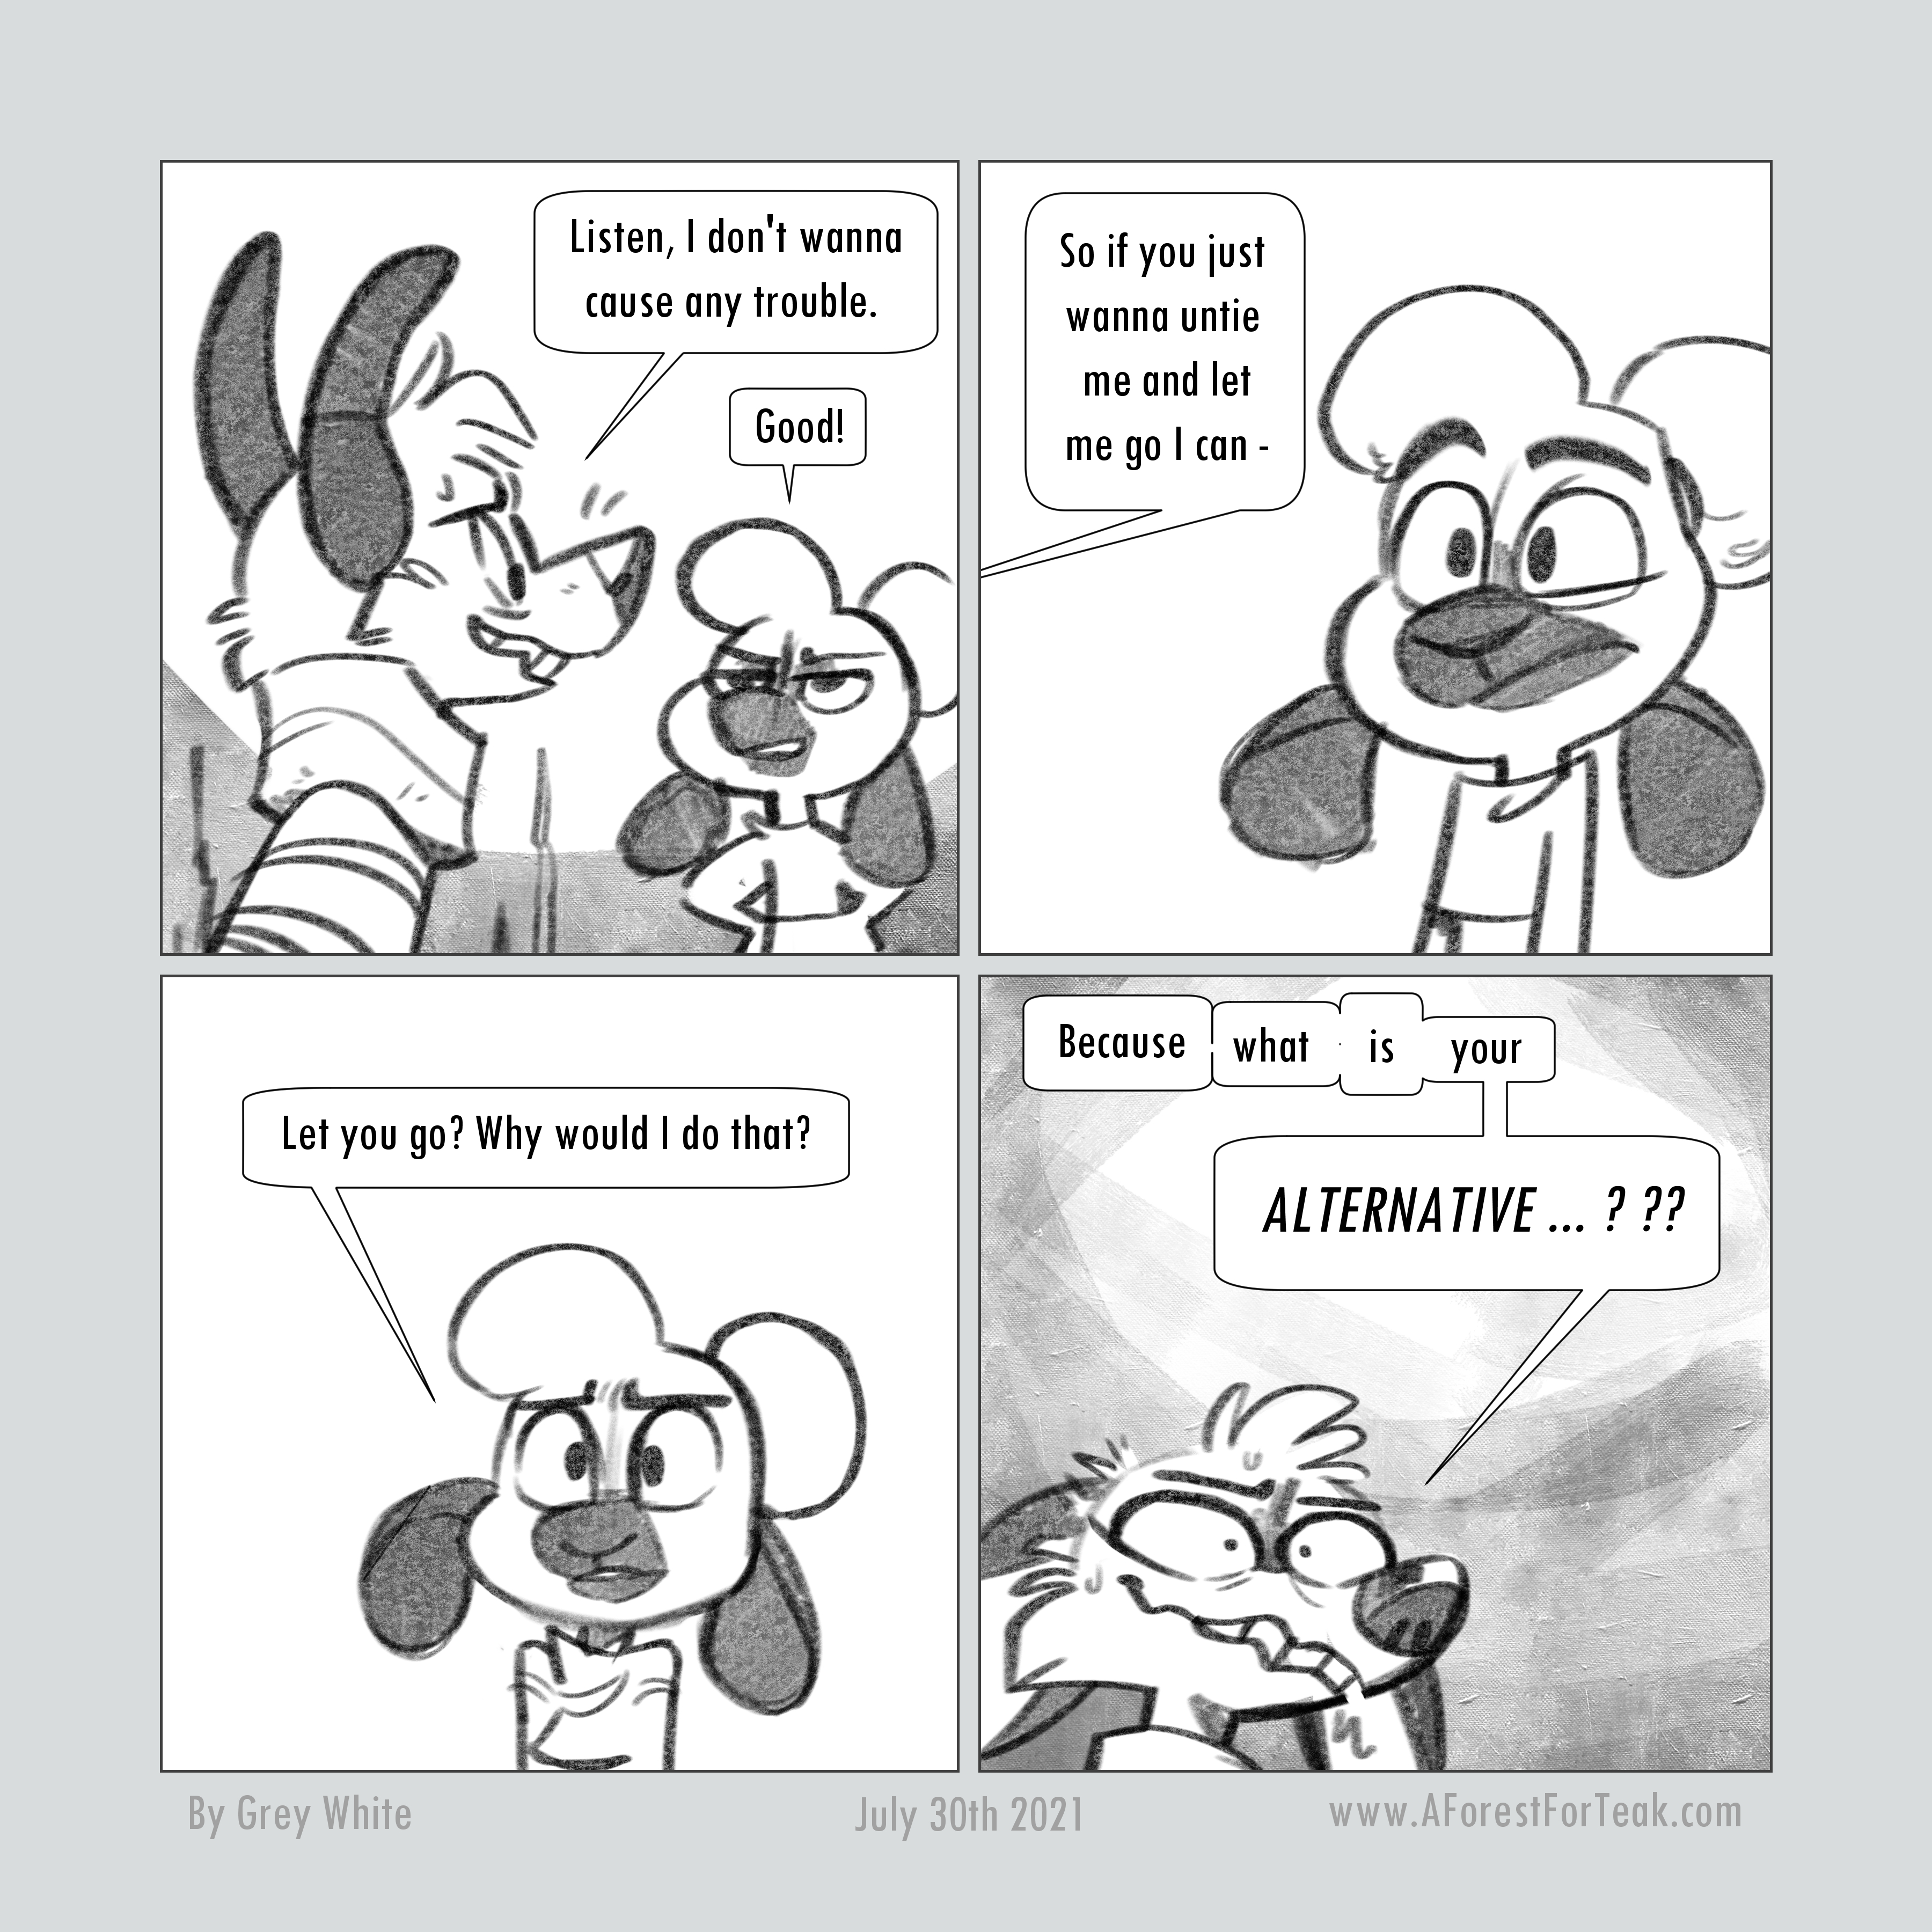 Listen, I don't wanna
cause any trouble.
Good!
So if you just
wanna untie
me and let
me go I can -
Let you go? Why would I do that?
Because what is your
ALTERNATIVE ... ? ??
By Grey White
July 30th 2021
www.AForestForTeak.com